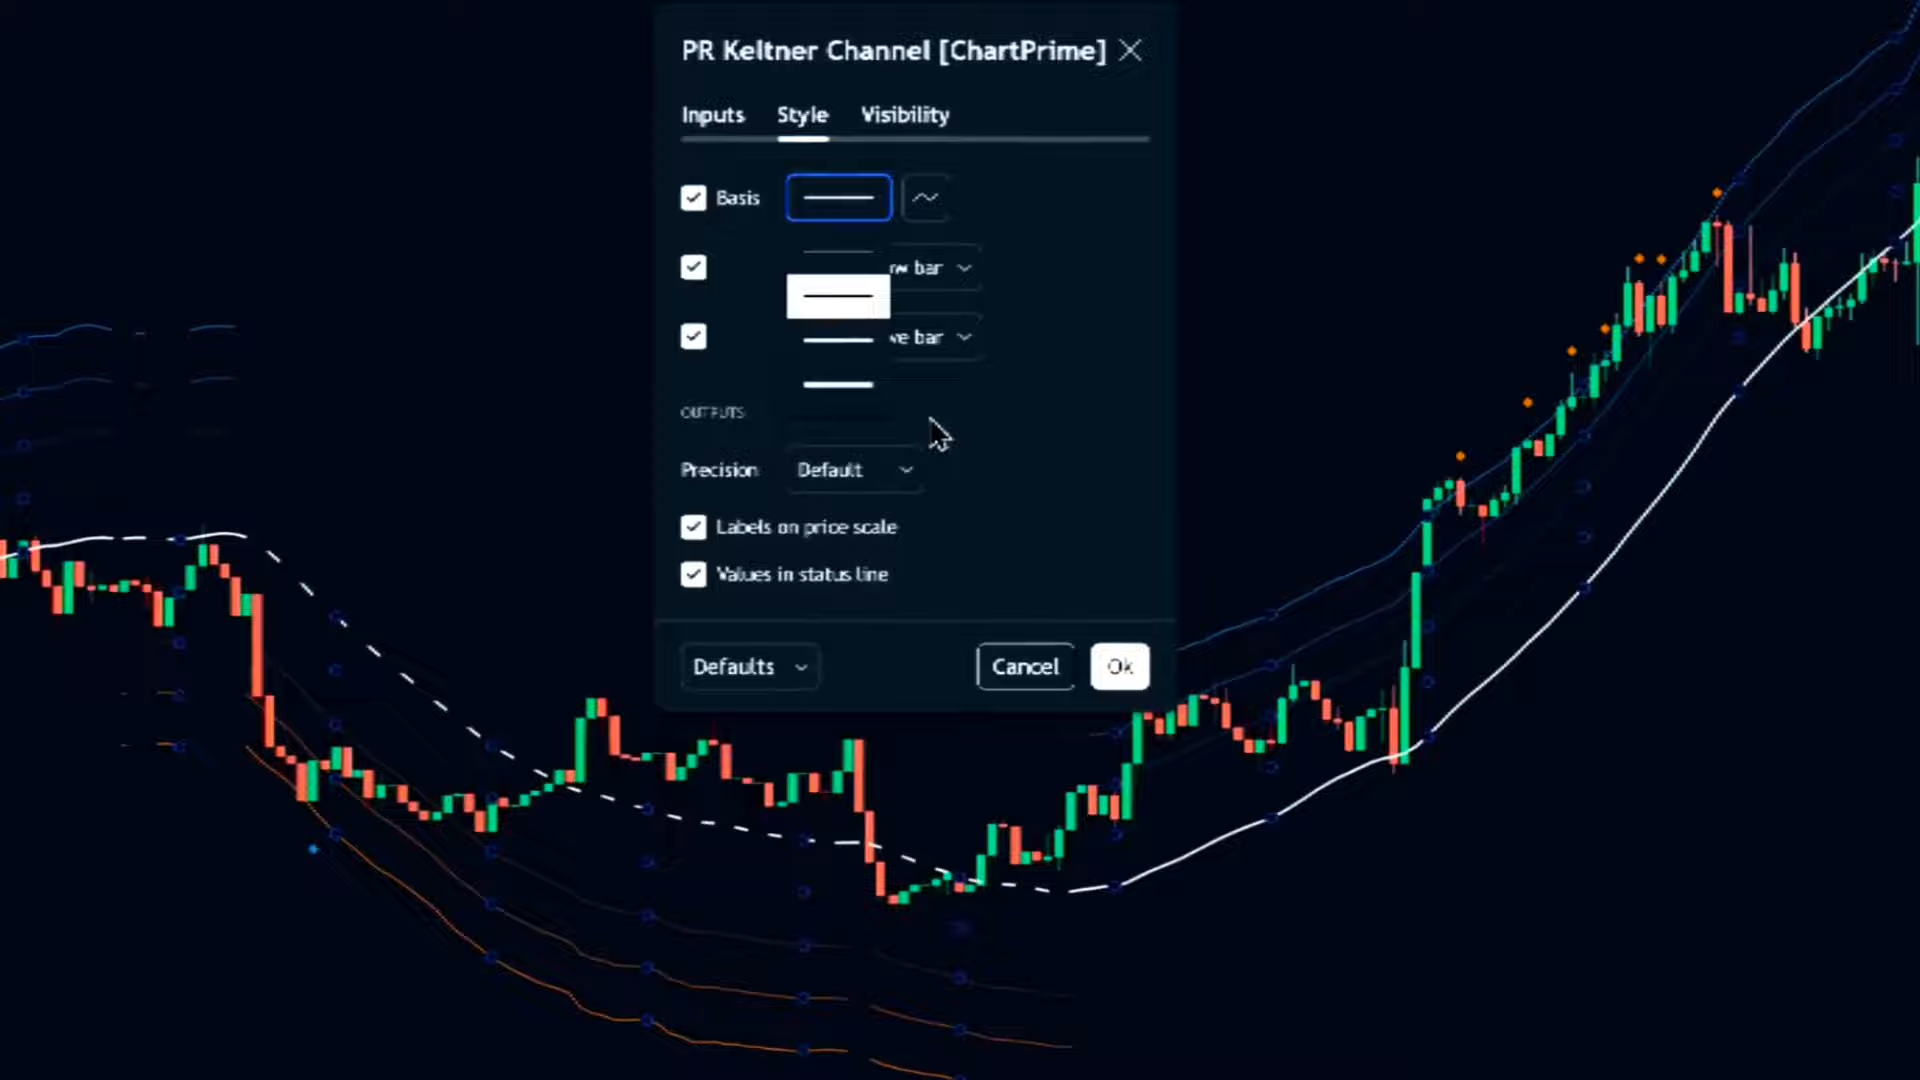 PR Keltner Channel [ChartPrime]
Inputs Style Visibility
Basis
bar
bar
OUTPUTS
Precision Default
Labels on price scale
Values in status line
Defaults Cancel Ok